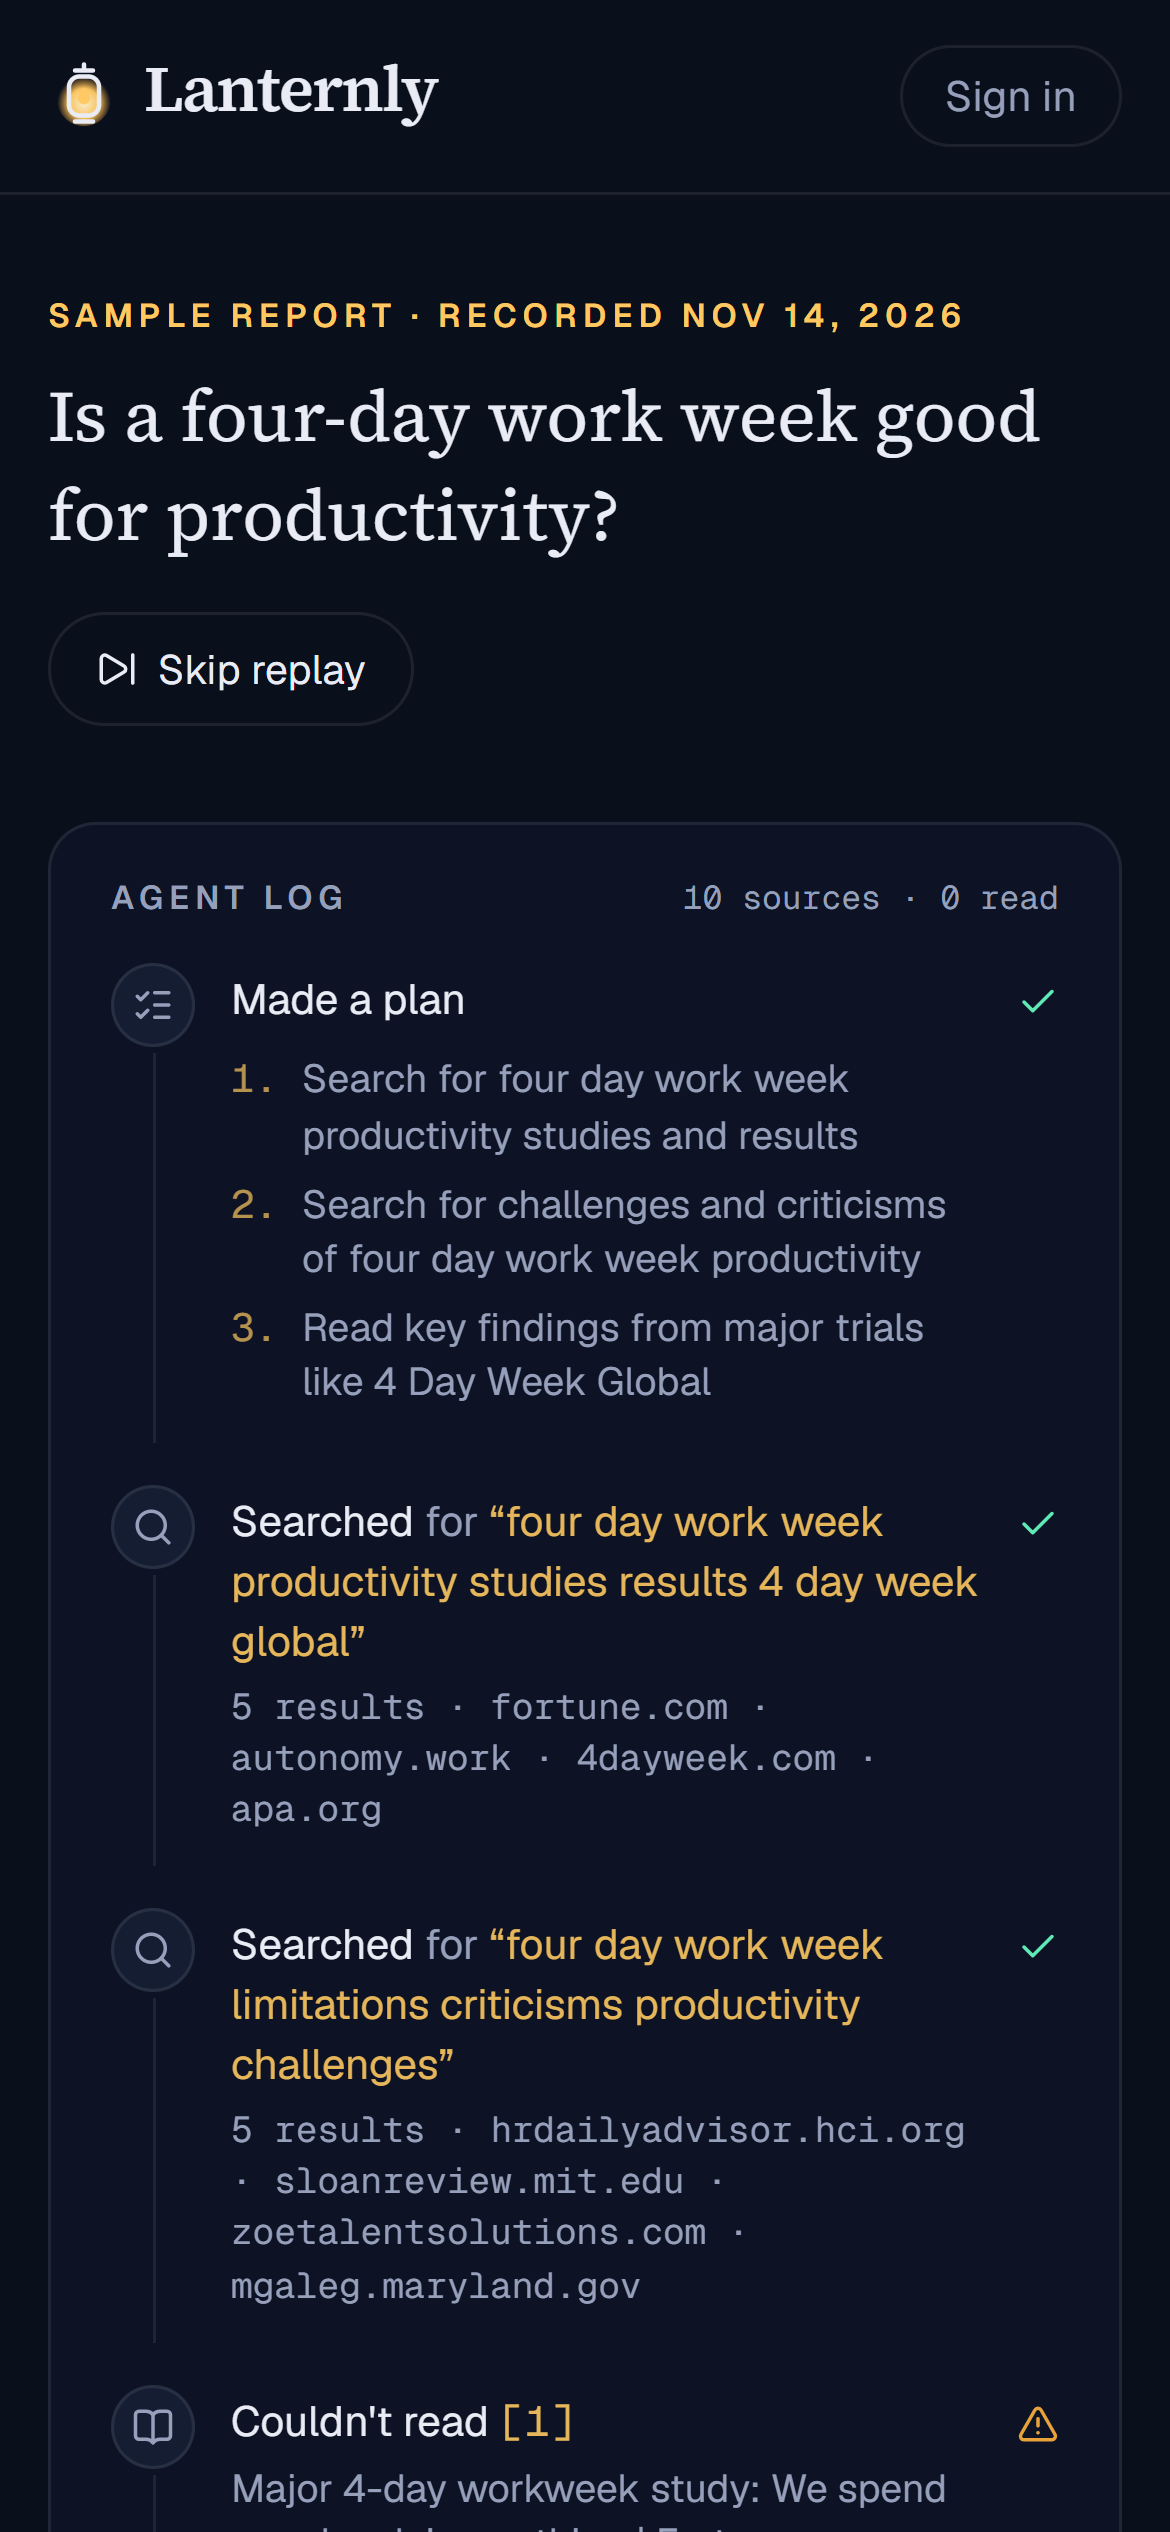 Lanternly
Sign in
SAMPLE REPORT · RECORDED NOV 14, 2026
Is a four-day work week good
for productivity?
Skip replay
AGENT LOG
10 sources · 0 read
Made a plan
1. Search for four day work week
productivity studies and results
2. Search for challenges and criticisms
of four day work week productivity
3. Read key findings from major trials
like 4 Day Week Global
Searched for “four day work week
productivity studies results 4 day week
global”
5 results · fortune.com ·
autonomy.work · 4dayweek.com ·
apa.org
Searched for “four day work week
limitations criticisms productivity
challenges”
5 results · hrdailyadvisor.hci.org
· sloanreview.mit.edu ·
zoetalentsolutions.com ·
mgaleg.maryland.gov
Couldn't read [1]
Major 4-day workweek study: We spend